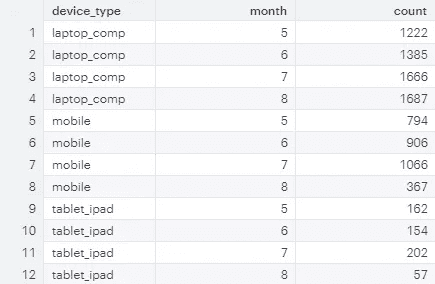 device_type month count
1 laptop_comp 5 1222
2 laptop_comp 6 1385
3 laptop_comp 7 1666
4 laptop_comp 8 1687
5 mobile 5 794
6 mobile 6 906
7 mobile 7 1066
8 mobile 8 367
9 tablet_ipad 5 162
10 tablet_ipad 6 154
11 tablet_ipad 7 202
12 tablet_ipad 8 57